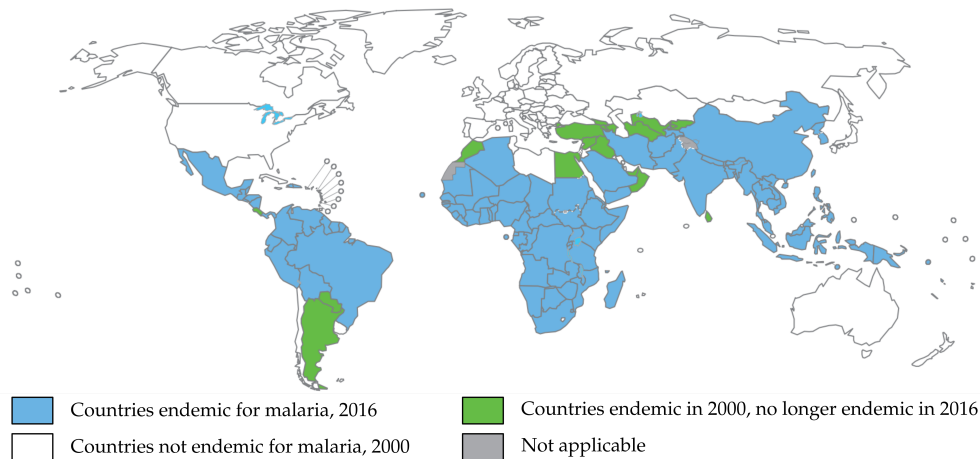 Countries endemic for malaria, 2016
Countries endemic in 2000, no longer endemic in 2016
Countries not endemic for malaria, 2000
Not applicable